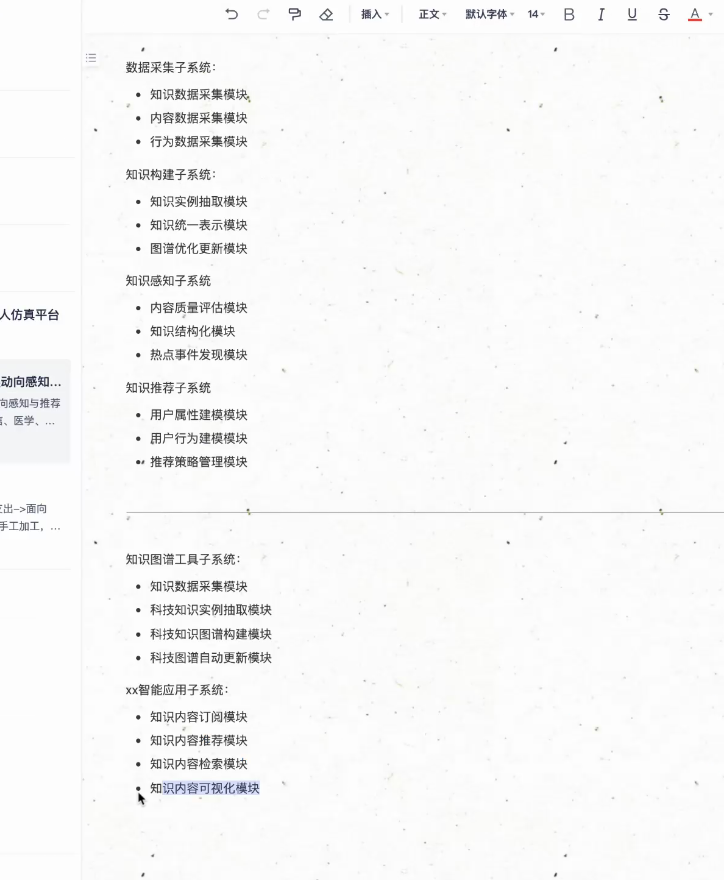 插入 正文 默认字体 14 B I U S A
数据采集子系统：
知识数据采集模块
内容数据采集模块
行为数据采集模块
知识构建子系统：
知识实例抽取模块
知识统一表示模块
图谱优化更新模块
知识感知子系统
内容质量评估模块
人仿真平台
知识结构化模块
热点事件发现模块
动向感知...
知识推荐子系统
向感知与推荐
用户属性建模模块
、医学、...
用户行为建模模块
推荐策略管理模块
出-->面向
手工加工，...
知识图谱工具子系统：
知识数据采集模块
科技知识实例抽取模块
科技知识图谱构建模块
科技图谱自动更新模块
xx智能应用子系统：
知识内容订阅模块
知识内容推荐模块
知识内容检索模块
知识内容可视化模块